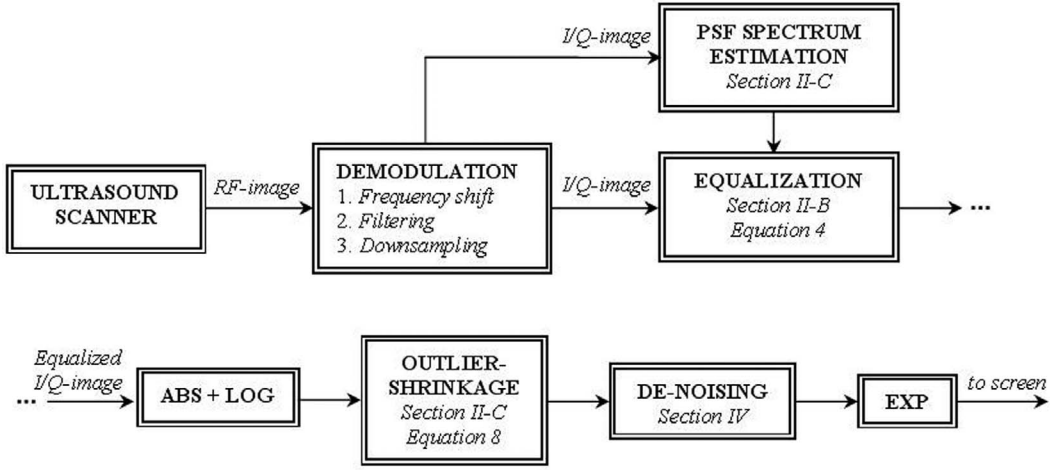 I/Q-image
PSF SPECTRUM
ESTIMATION
Section II-C
ULTRASOUND
SCANNER
RF-image
DEMODULATION
1. Frequency shift
2. Filtering
3. Downsampling
I/Q-image
EQUALIZATION
Section II-B
Equation 4
...
...
Equalized
I/Q-image
ABS + LOG
OUTLIER-
SHRINKAGE
Section II-C
Equation 8
DE-NOISING
Section IV
EXP
to screen